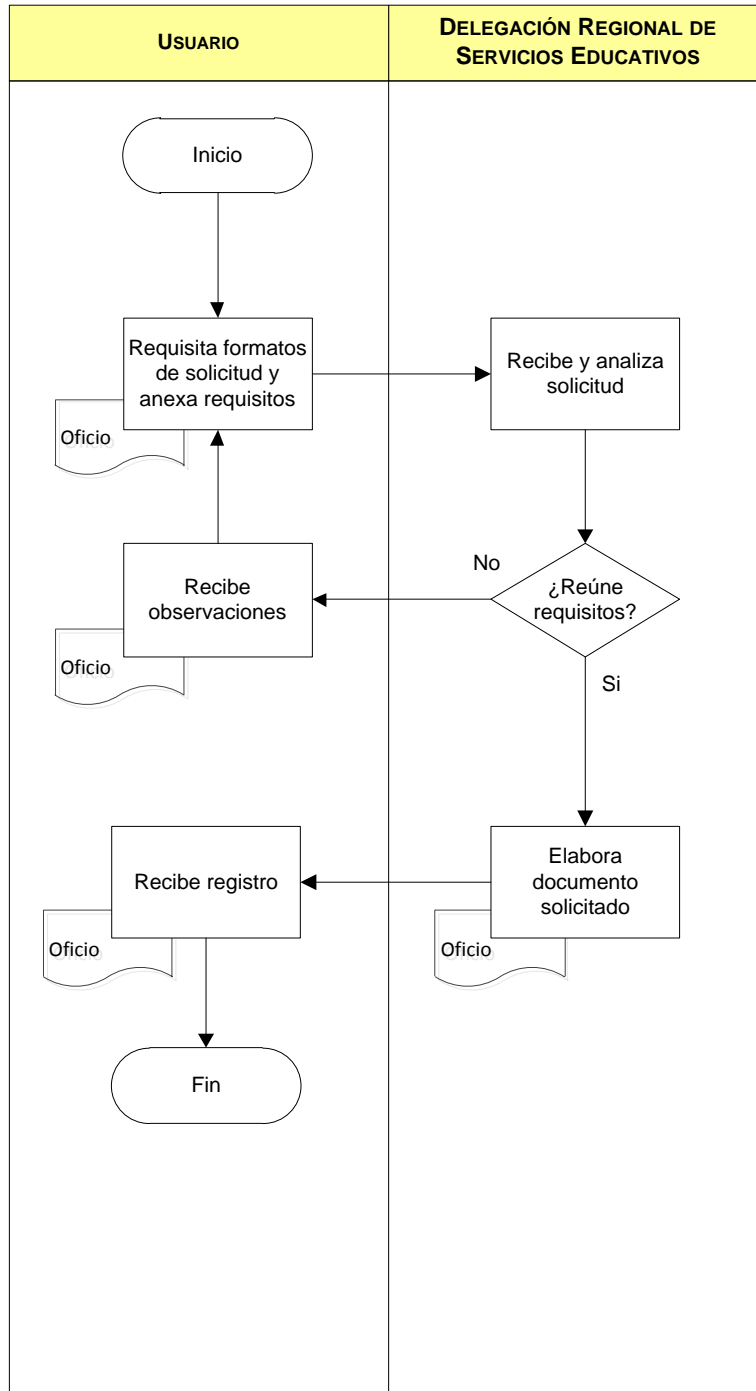 USUARIO
DELEGACIÓN REGIONAL DE
SERVICIOS EDUCATIVOS
Inicio
Requisita formatos
de solicitud y
anexa requisitos
Oficio
Recibe y analiza
solicitud
¿Reúne
requisitos?
No
Recibe
observaciones
Oficio
Si
Elabora
documento
solicitado
Oficio
Recibe registro
Oficio
Fin